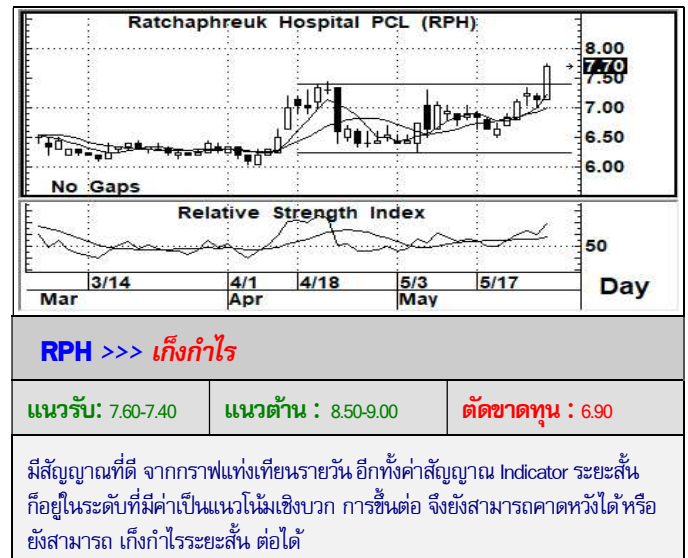 Ratchaphreuk Hospital PCL (RPH)
8.00
7.70
7.50
7.00
6.50
6.00
No Gaps
Relative Strength Index
50
3/14 4/1 4/18 5/3 5/17
Mar Apr May
Day
RPH >>> เก็งกำไร
แนวรับ: 7.60-7.40 แนวต้าน : 8.50-9.00 ตัดขาดทุน : 6.90
มีสัญญาณที่ดี จากกราฟแท่งเทียนรายวัน อีกทั้งค่าสัญญาณ Indicator ระยะสั้น
ก็อยู่ในระดับที่มีค่าเป็นแนวโน้มเชิงบวก การขึ้นต่อ จึงยังสามารถคาดหวังได้ หรือ
ยังสามารถ เก็งกำไรระยะสั้น ต่อได้